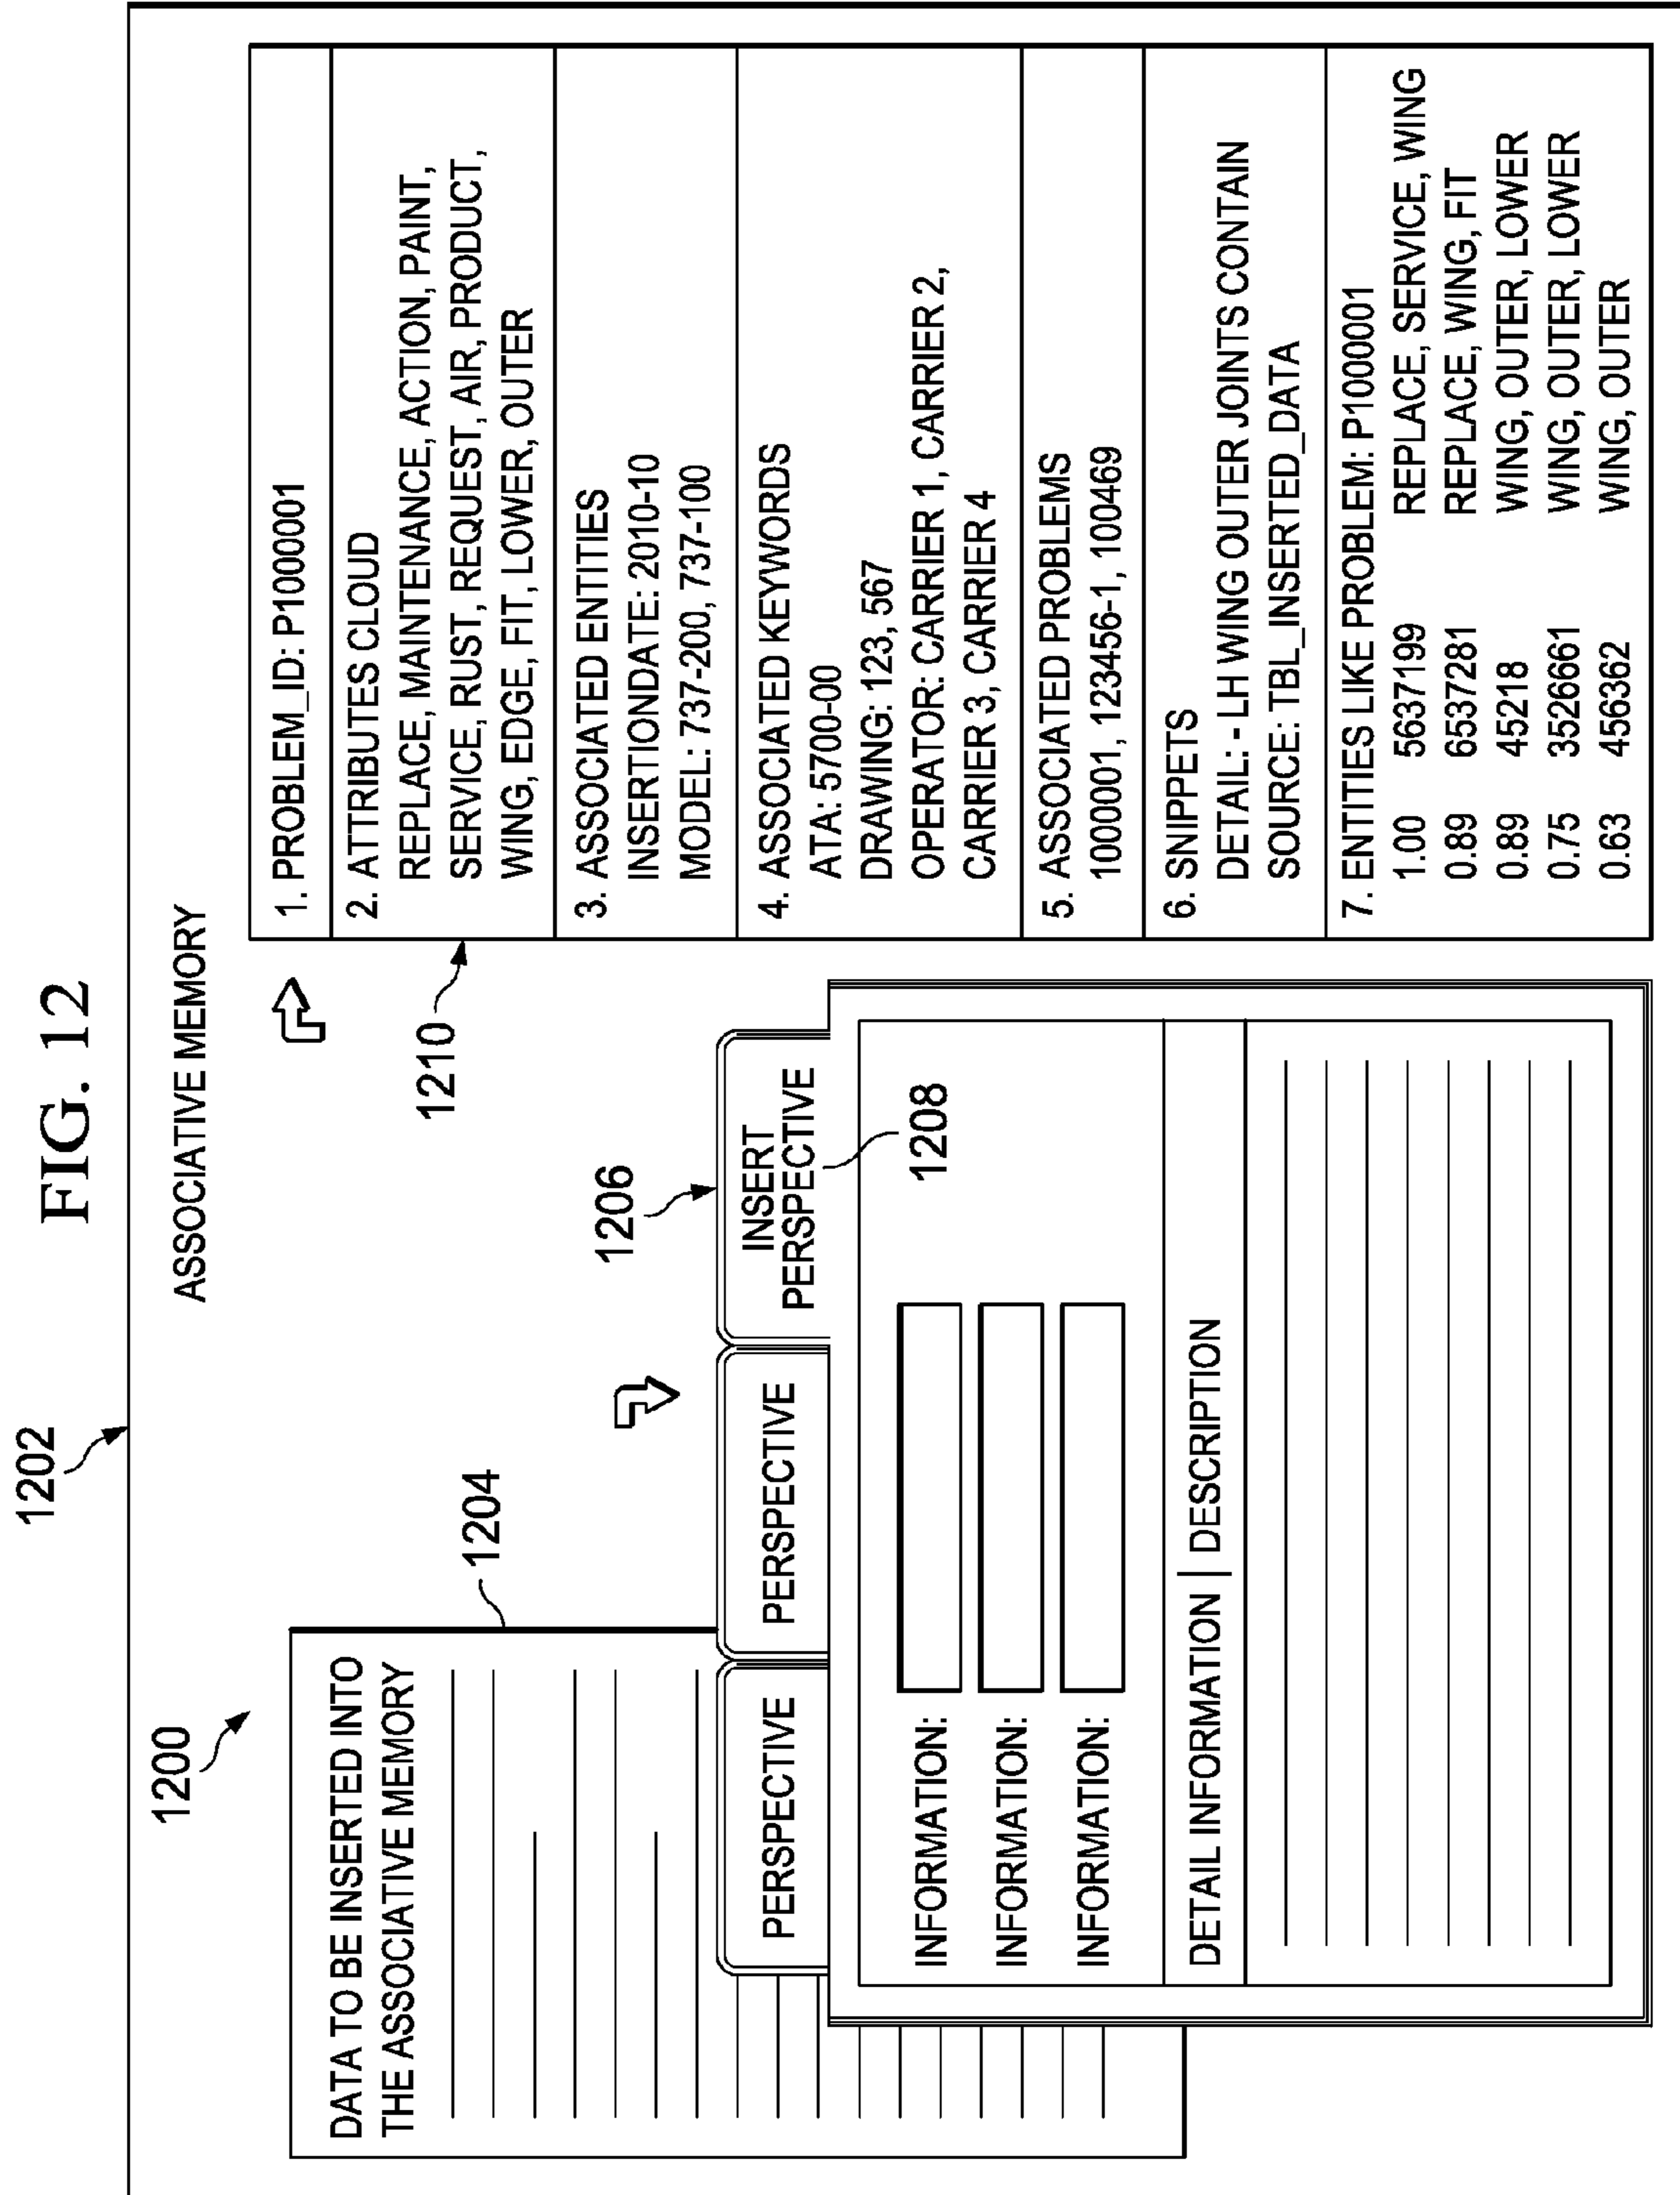 FIG. 12
1202
ASSOCIATIVE MEMORY
1200
DATA TO BE INSERTED INTO
THE ASSOCIATIVE MEMORY
1204
1206
PERSPECTIVE
PERSPECTIVE
INSERT
PERSPECTIVE
1208
INFORMATION:
INFORMATION:
INFORMATION:
DETAIL INFORMATION | DESCRIPTION
1210
1. PROBLEM_ID: P1000001
2. ATTRIBUTES CLOUD
REPLACE, MAINTENANCE, ACTION, PAINT,
SERVICE, RUST, REQUEST, AIR, PRODUCT,
WING, EDGE, FIT, LOWER, OUTER
3. ASSOCIATED ENTITIES
INSERTIONDATE: 2010-10
MODEL: 737-200, 737-100
4. ASSOCIATED KEYWORDS
ATA: 5700-00
DRAWING: 123, 567
OPERATOR: CARRIER 1, CARRIER 2,
CARRIER 3, CARRIER 4
5. ASSOCIATED PROBLEMS
1000001, 123456-1, 100469
6. SNIPPETS
DETAIL: - LH WING OUTER JOINTS CONTAIN
SOURCE: TBL_INSERTED_DATA
7. ENTITIES LIKE PROBLEM: P1000001
1.00 5637199 REPLACE, SERVICE, WING
0.89 6537281 REPLACE, WING, FIT
0.89 45218 WING, OUTER, LOWER
0.75 3526661 WING, OUTER, LOWER
0.63 456362 WING, OUTER